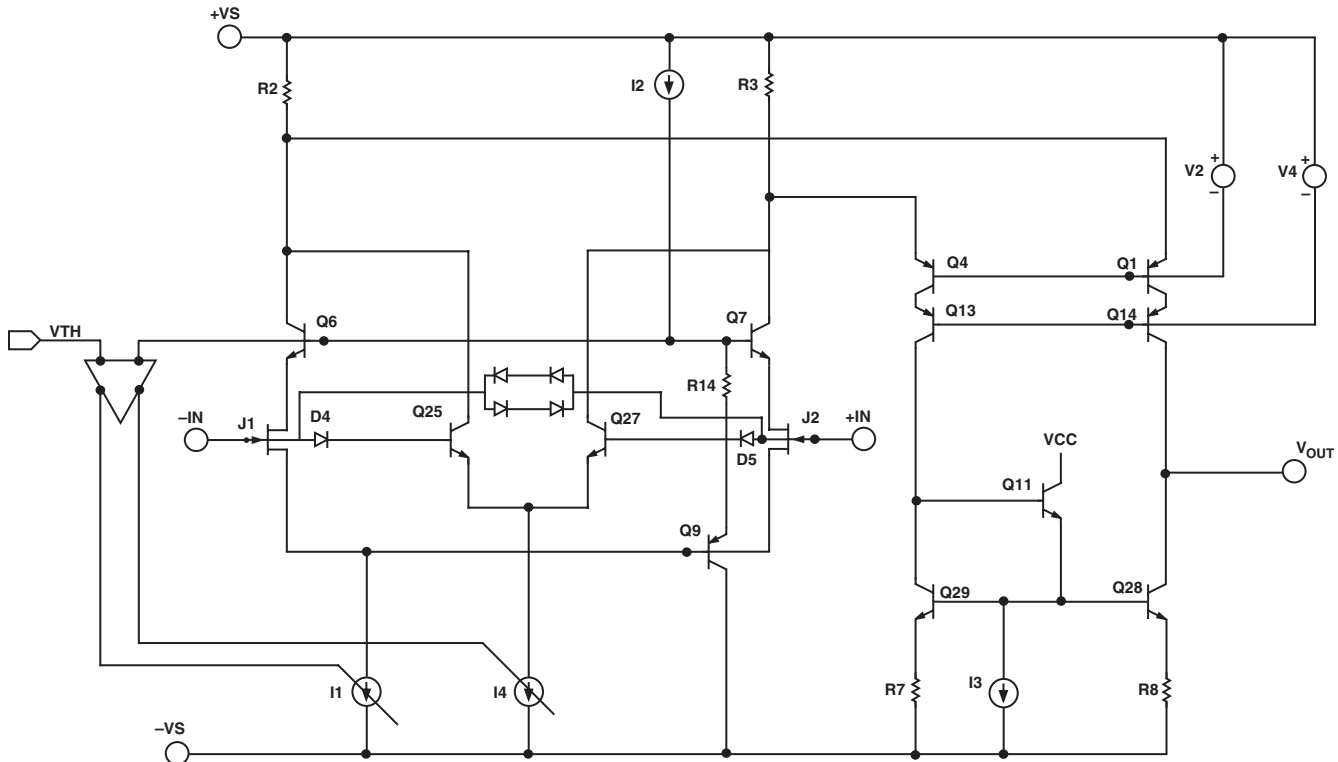 +VS
R2
I2
R3
V2
+
–
V4
+
–
Q4
Q1
Q6
Q7
Q13
Q14
VTH
R14
–IN
J1
D4
Q25
Q27
D5
J2
+IN
VCC
VOUT
Q11
Q9
Q29
Q28
I1
I4
R7
I3
R8
–VS